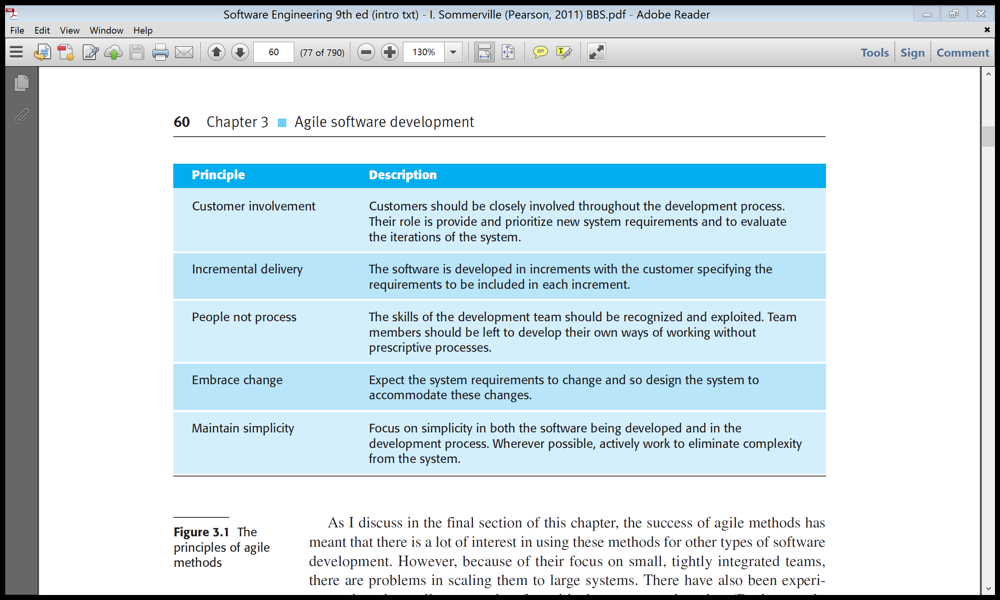 Software Engineering 9th ed (intro txt) - I. Sommerville (Pearson, 2011) BBS.pdf - Adobe Reader
File Edit View Window Help
60 (77 of 790) 130% Tools Sign Comment
60 Chapter 3 ■ Agile software development
Principle Description
Customer involvement Customers should be closely involved throughout the development process.
Their role is provide and prioritize new system requirements and to evaluate
the iterations of the system.
Incremental delivery The software is developed in increments with the customer specifying the
requirements to be included in each increment.
People not process The skills of the development team should be recognized and exploited. Team
members should be left to develop their own ways of working without
prescriptive processes.
Embrace change Expect the system requirements to change and so design the system to
accommodate these changes.
Maintain simplicity Focus on simplicity in both the software being developed and in the
development process. Wherever possible, actively work to eliminate complexity
from the system.
Figure 3.1 The
principles of agile
methods
As I discuss in the final section of this chapter, the success of agile methods has
meant that there is a lot of interest in using these methods for other types of software
development. However, because of their focus on small, tightly integrated teams,
there are problems in scaling them to large systems. There have also been experi-